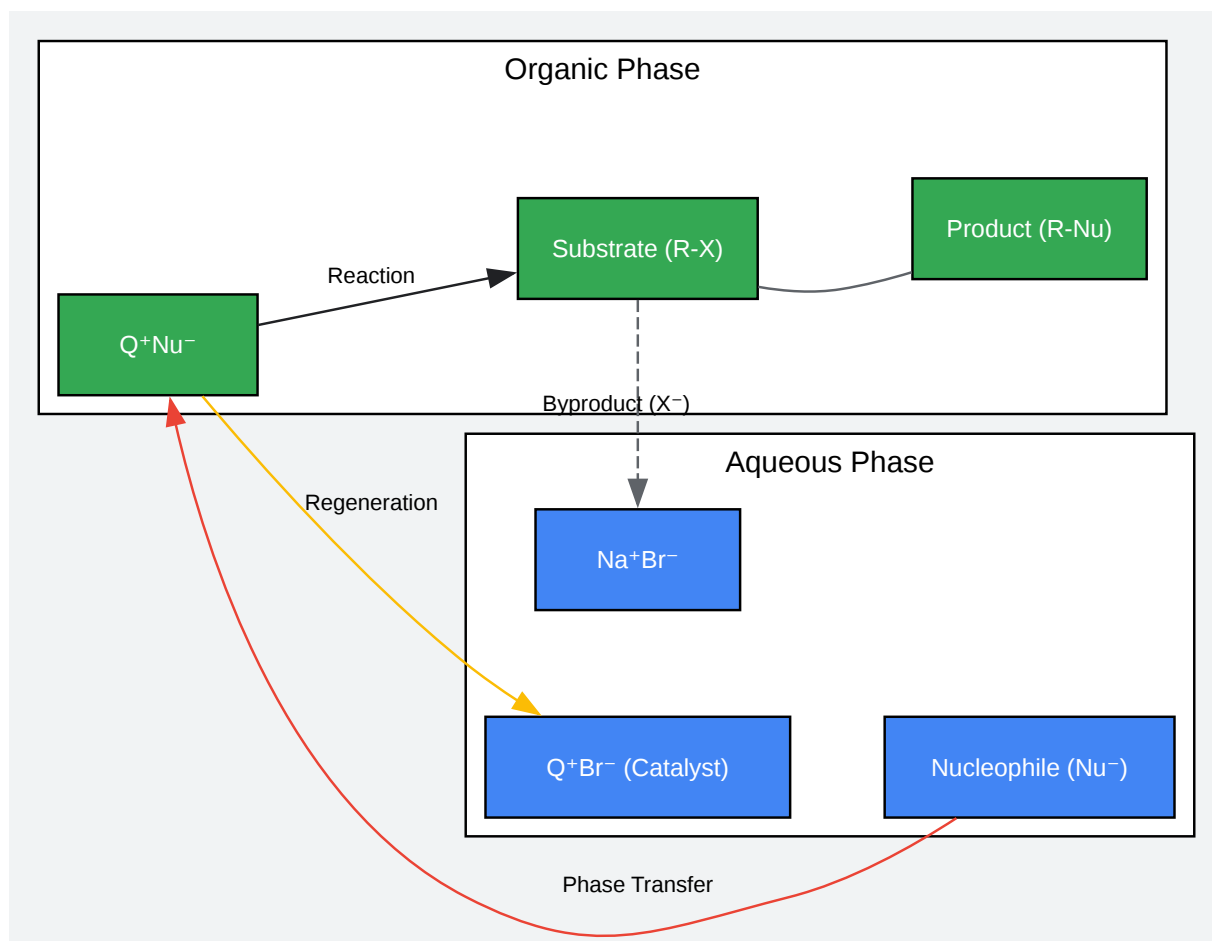 Organic Phase
Product (R-Nu)
Substrate (R-X)
Reaction
Q⁺Nu⁻
Byproduct (X⁻)
Aqueous Phase
Regeneration
Na⁺Br⁻
Q⁺Br⁻ (Catalyst)
Nucleophile (Nu⁻)
Phase Transfer